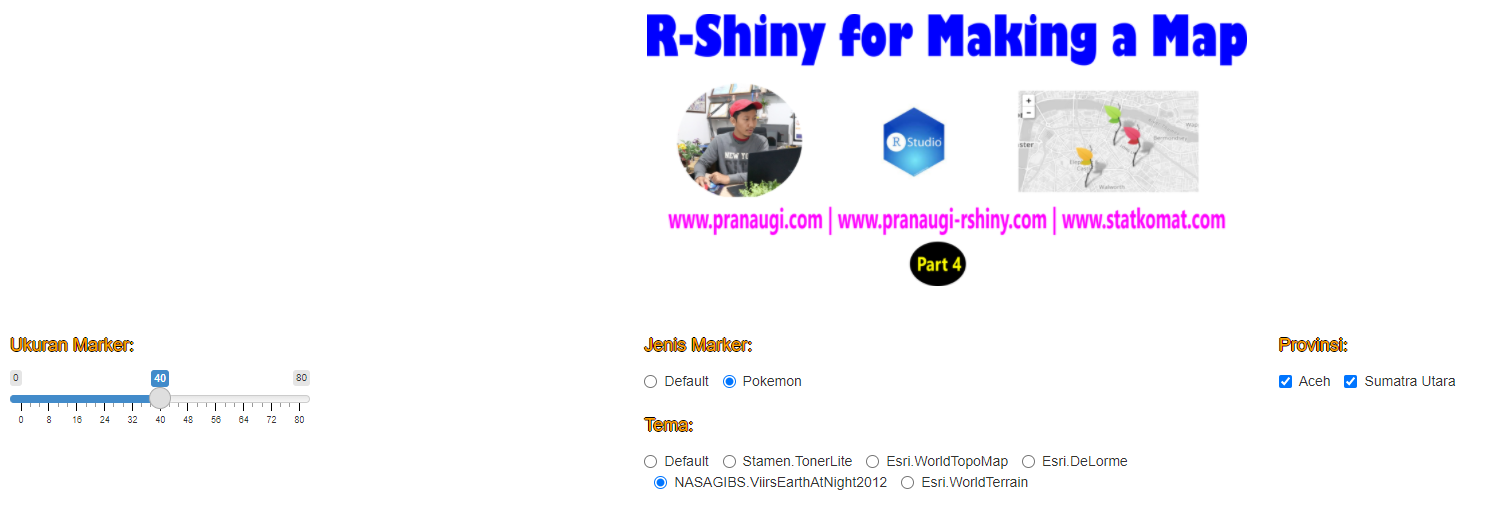 R-Shiny for Making a Map
NEW
R Studio
+
−
Walworth
www.pranaugi.com | www.pranaugi-rshiny.com | www.statkomat.com
Part 4
Ukuran Marker:
0 40 80
0 8 16 24 32 40 48 56 64 72 80
Jenis Marker:
Default Pokemon
Tema:
Default Stamen.TonerLite Esri.WorldTopoMap Esri.DeLorme
NASAGIBS.ViirsEarthAtNight2012 Esri.WorldTerrain
Provinsi:
Aceh Sumatra Utara